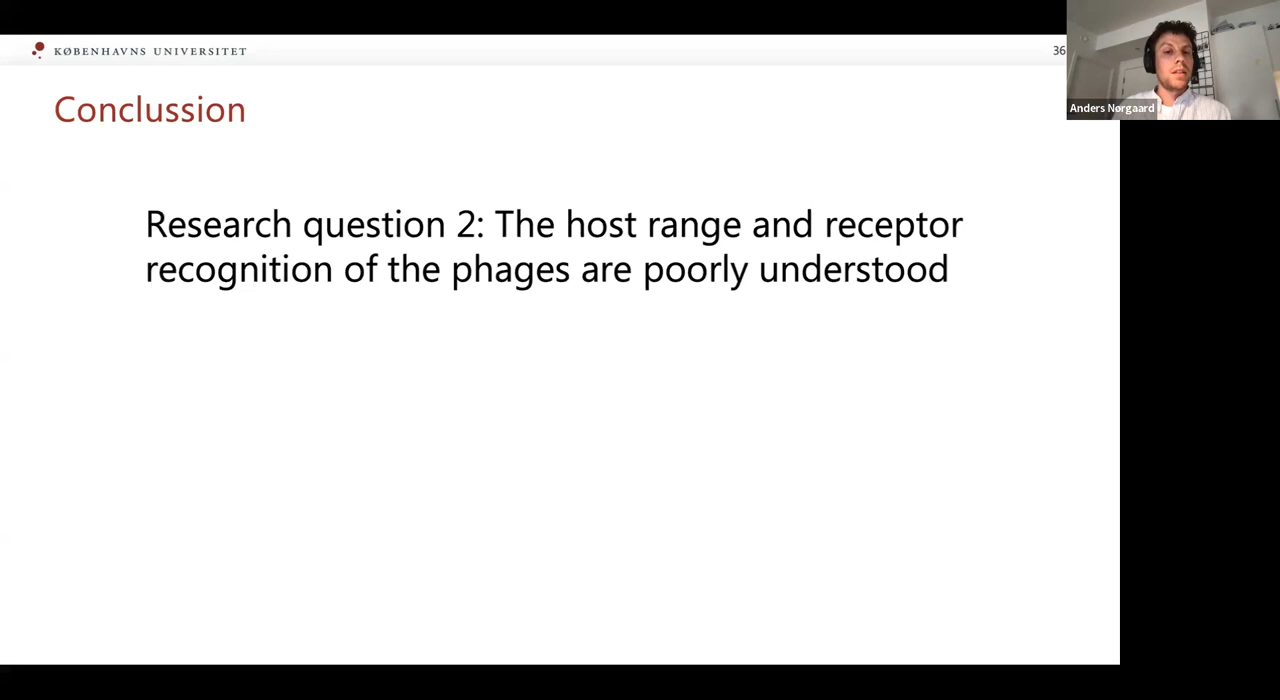 KØBENHAVNS UNIVERSITET
36
Anders Nørgaard
Conclussion
Research question 2: The host range and receptor
recognition of the phages are poorly understood